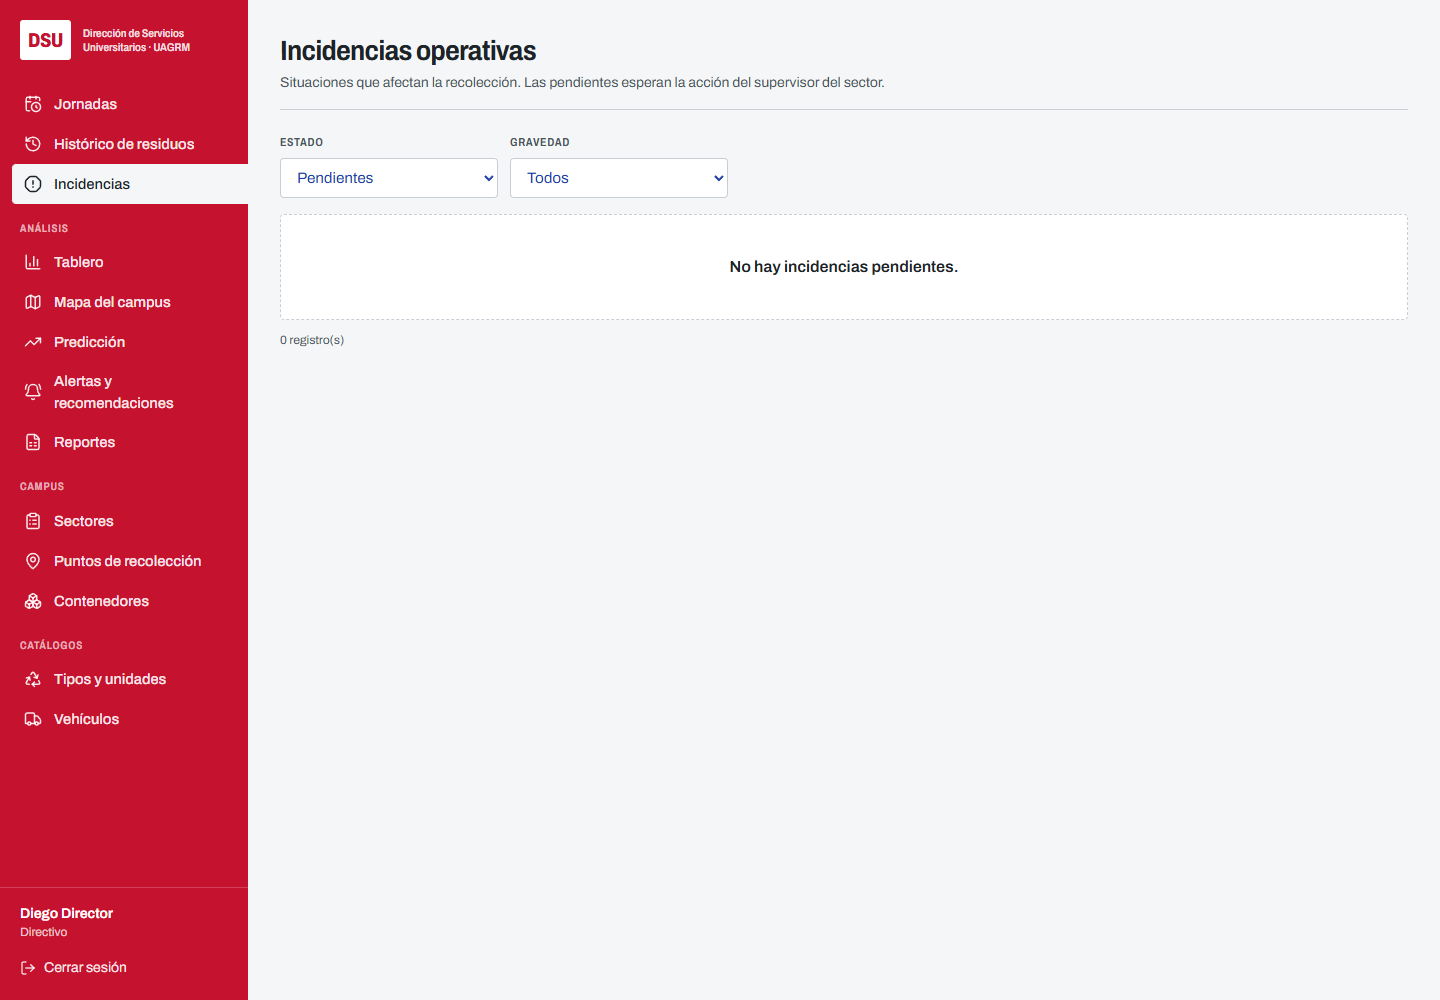 DSU
Dirección de Servicios
Universitarios · UAGRM
Jornadas
Histórico de residuos
Incidencias
ANÁLISIS
Tablero
Mapa del campus
Predicción
Alertas y
recomendaciones
Reportes
CAMPUS
Sectores
Puntos de recolección
Contenedores
CATÁLOGOS
Tipos y unidades
Vehículos
Diego Director
Directivo
Cerrar sesión
Incidencias operativas
Situaciones que afectan la recolección. Las pendientes esperan la acción del supervisor del sector.
ESTADO
GRAVEDAD
Pendientes
Todos
No hay incidencias pendientes.
0 registro(s)